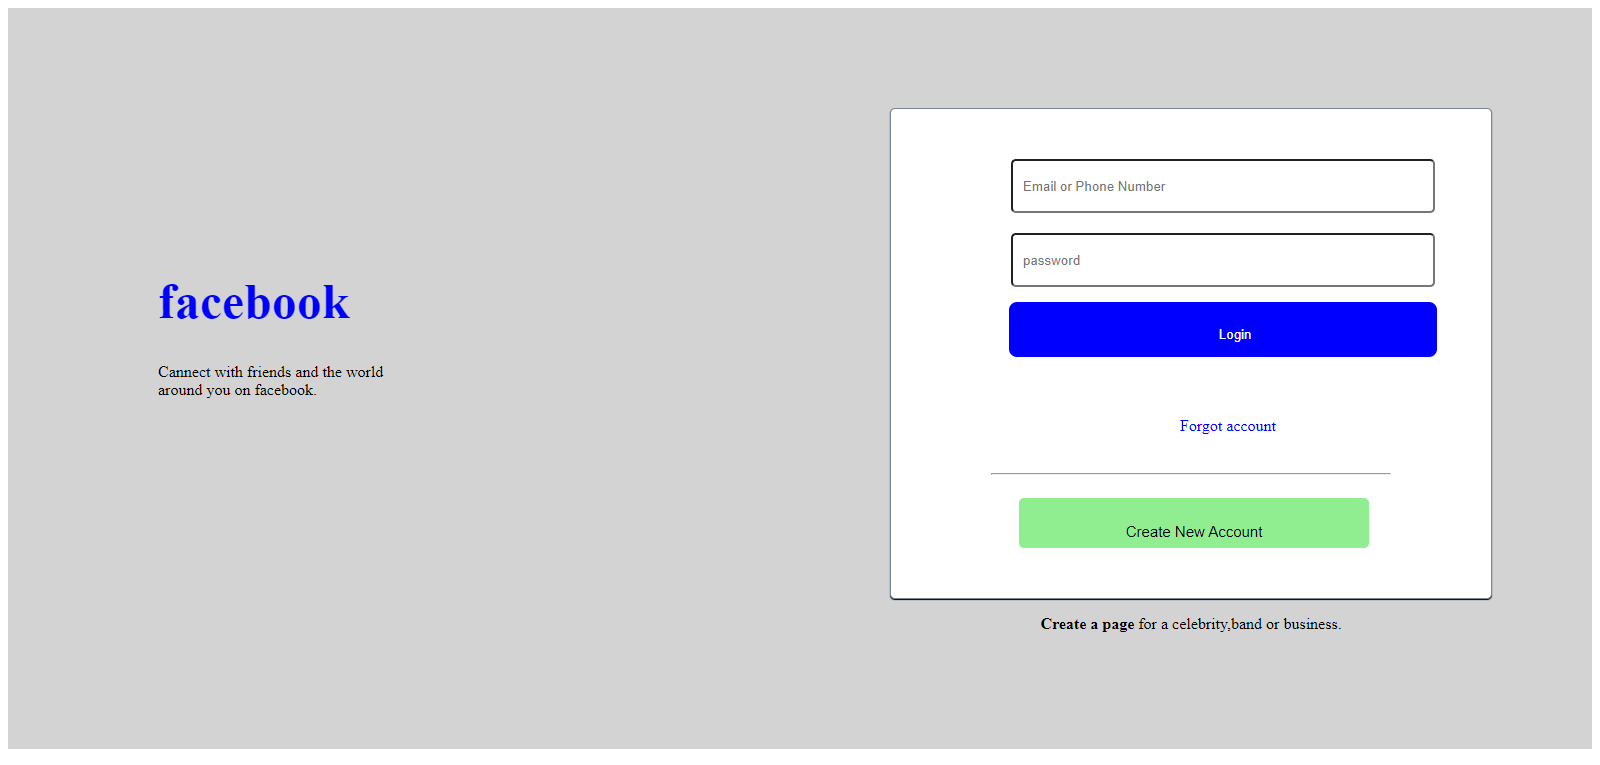 facebook
Cannect with friends and the world
around you on facebook.
Email or Phone Number
password
Login
Forgot account
Create New Account
Create a page for a celebrity,band or business.